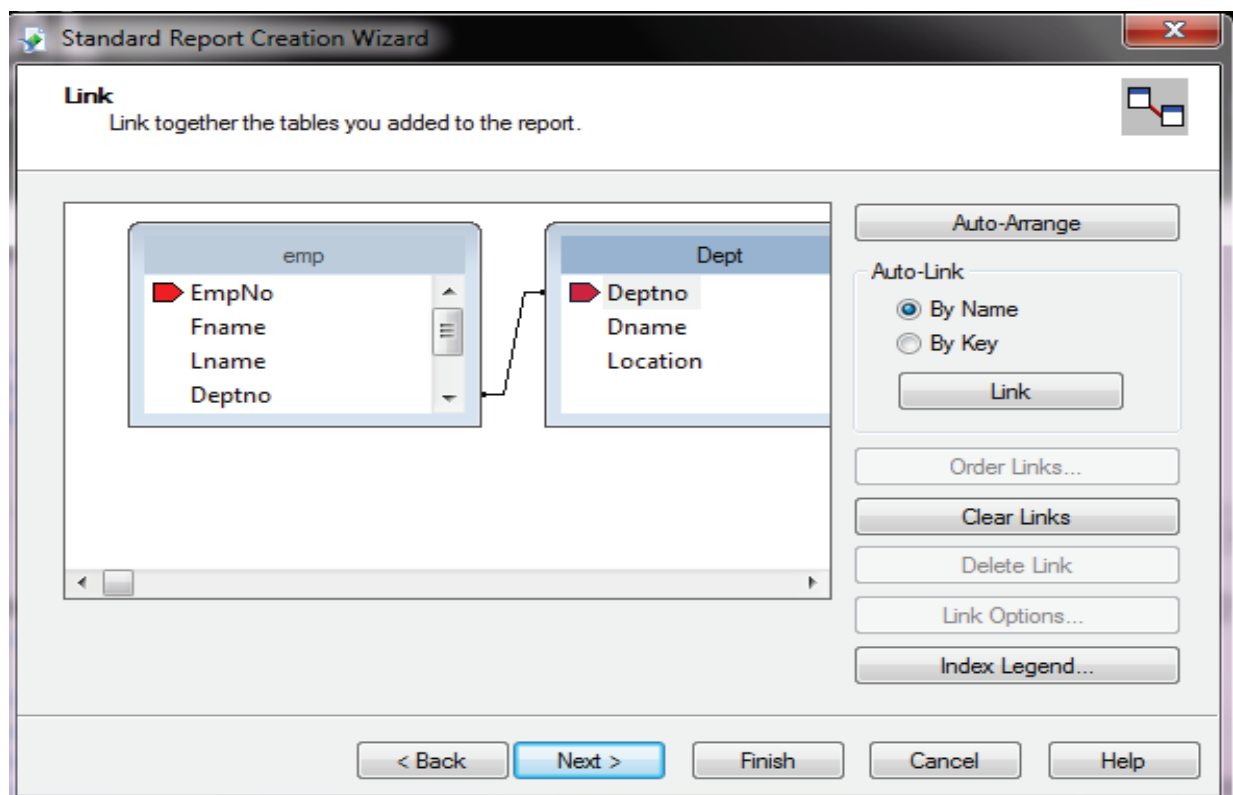 Standard Report Creation Wizard
Link
Link together the tables you added to the report.
emp
EmpNo
Fname
Lname
Deptno
Dept
Deptno
Dname
Location
Auto-Arrange
Auto-Link
By Name
By Key
Link
Order Links...
Clear Links
Delete Link
Link Options...
Index Legend...
< Back
Next >
Finish
Cancel
Help